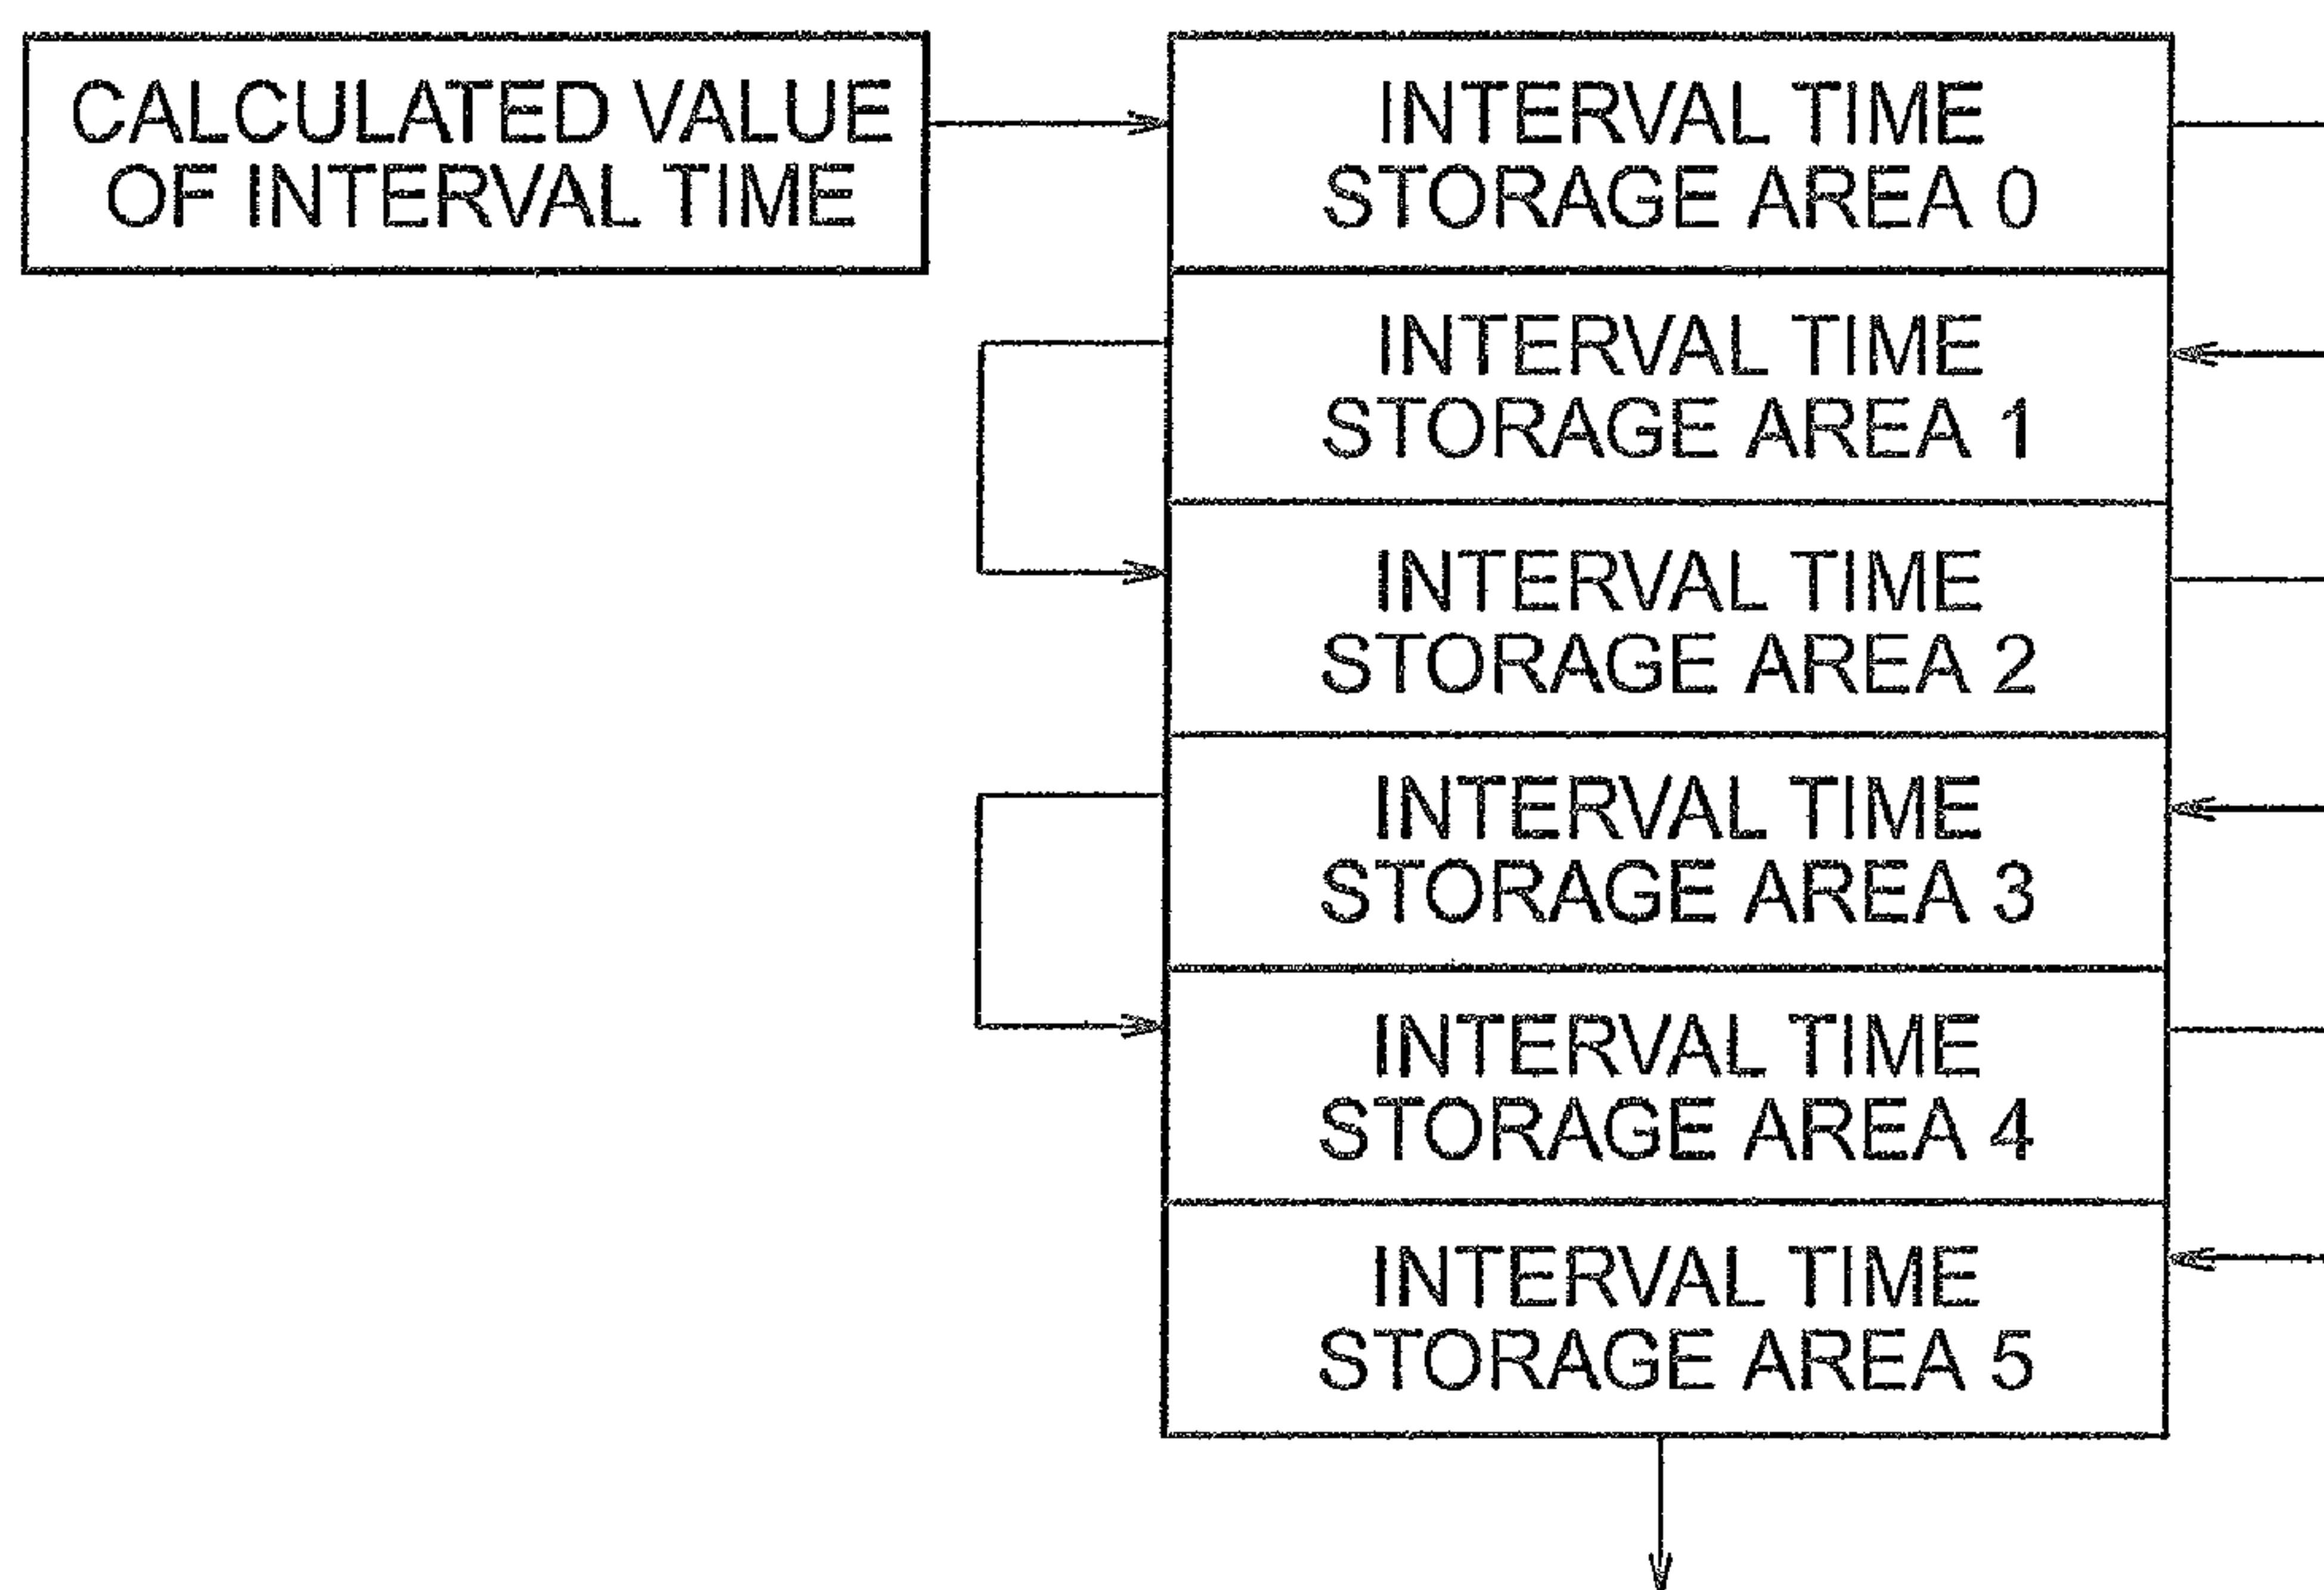 CALCULATED VALUE
OF INTERVAL TIME
INTERVAL TIME
STORAGE AREA 0
INTERVAL TIME
STORAGE AREA 1
INTERVAL TIME
STORAGE AREA 2
INTERVAL TIME
STORAGE AREA 3
INTERVAL TIME
STORAGE AREA 4
INTERVAL TIME
STORAGE AREA 5